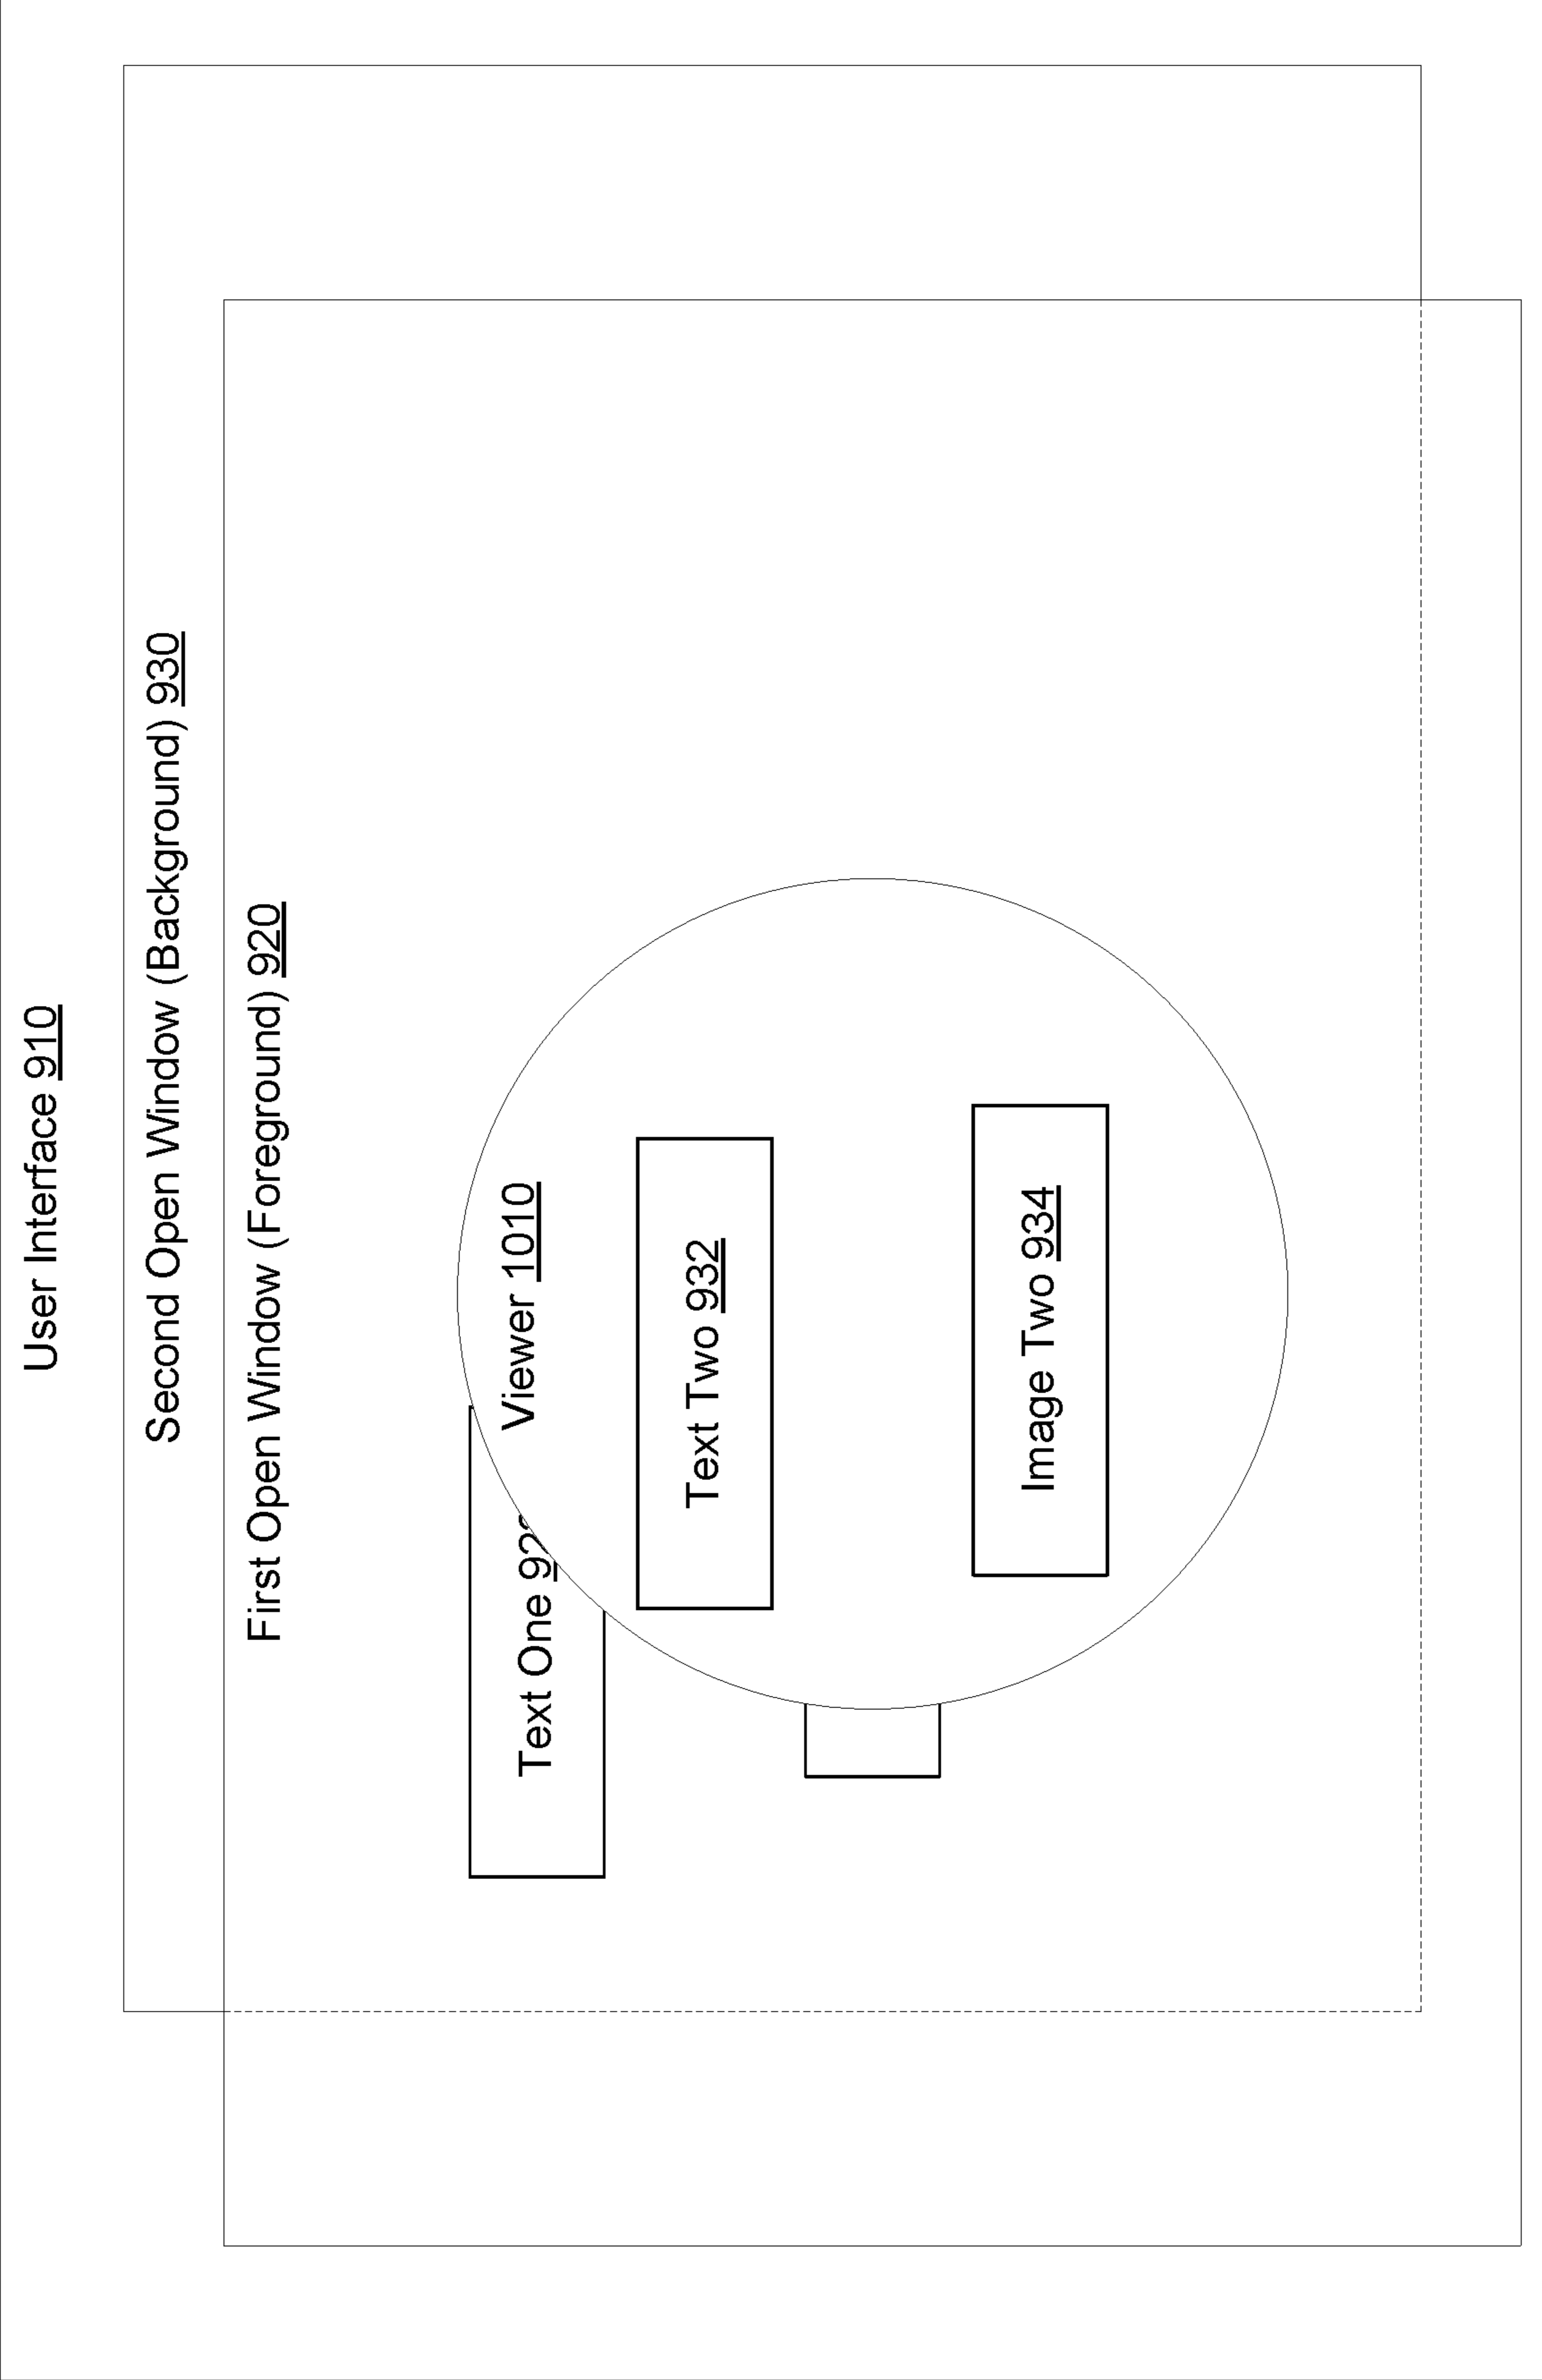 User Interface 910
Second Open Window (Background) 930
First Open Window (Foreground) 920
Viewer 1010
Text One
Text Two 932
Image Two 934